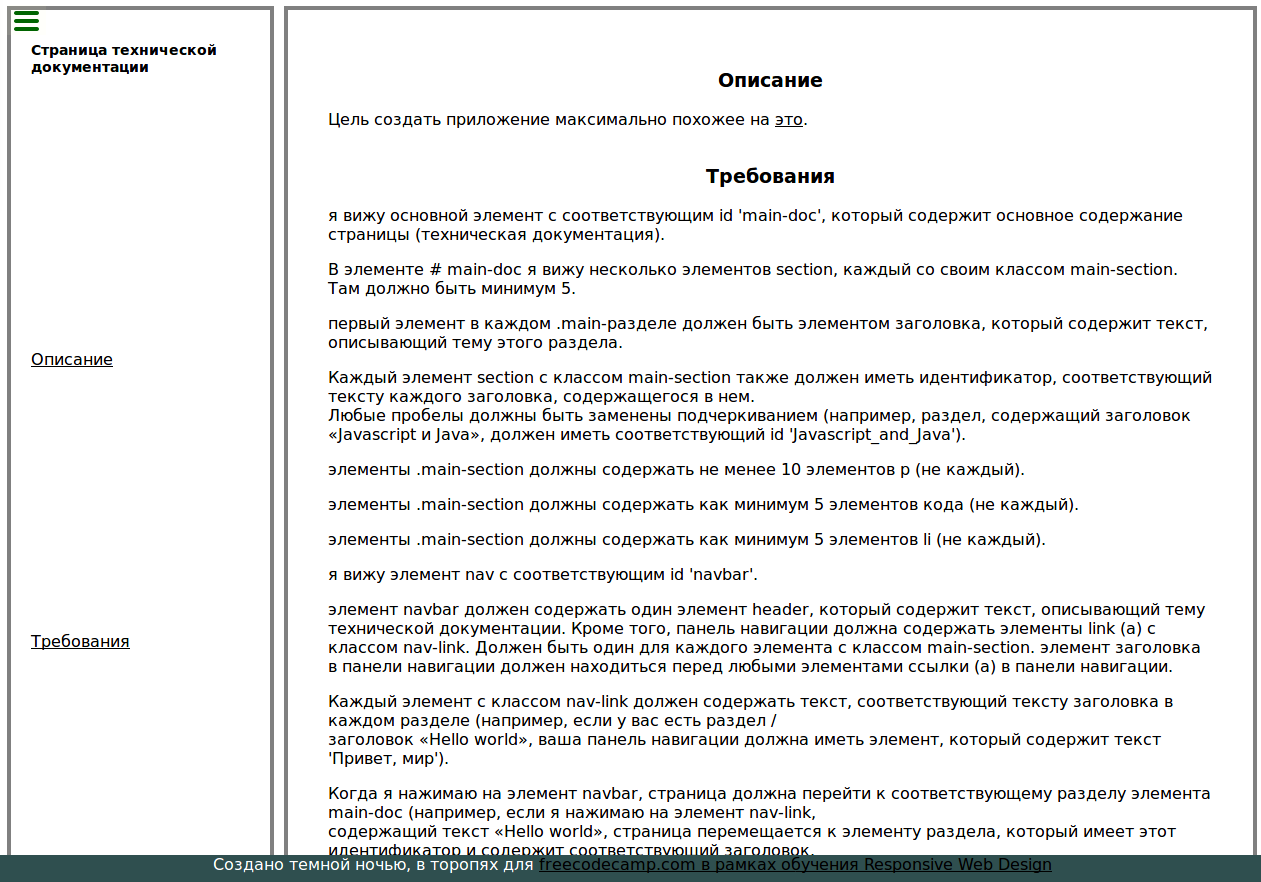 Страница технической
документации
Описание
Требования
Описание
Цель создать приложение максимально похожее на это.
Требования
я вижу основной элемент с соответствующим id 'main-doc', который содержит основное содержание
страницы (техническая документация).
В элементе # main-doc я вижу несколько элементов section, каждый со своим классом main-section.
Там должно быть минимум 5.
первый элемент в каждом .main-разделе должен быть элементом заголовка, который содержит текст,
описывающий тему этого раздела.
Каждый элемент section с классом main-section также должен иметь идентификатор, соответствующий
тексту каждого заголовка, содержащегося в нем.
Любые пробелы должны быть заменены подчеркиванием (например, раздел, содержащий заголовок
«Javascript и Java», должен иметь соответствующий id 'Javascript_and_Java').
элементы .main-section должны содержать не менее 10 элементов p (не каждый).
элементы .main-section должны содержать как минимум 5 элементов кода (не каждый).
элементы .main-section должны содержать как минимум 5 элементов li (не каждый).
я вижу элемент nav с соответствующим id 'navbar'.
элемент navbar должен содержать один элемент header, который содержит текст, описывающий тему
технической документации. Кроме того, панель навигации должна содержать элементы link (a) с
классом nav-link. Должен быть один для каждого элемента с классом main-section. элемент заголовка
в панели навигации должен находиться перед любыми элементами ссылки (a) в панели навигации.
Каждый элемент с классом nav-link должен содержать текст, соответствующий тексту заголовка в
каждом разделе (например, если у вас есть раздел /
заголовок «Hello world», ваша панель навигации должна иметь элемент, который содержит текст
'Привет, мир').
Когда я нажимаю на элемент navbar, страница должна перейти к соответствующему разделу элемента
main-doc (например, если я нажимаю на элемент nav-link,
содержащий текст «Hello world», страница перемещается к элементу раздела, который имеет этот
идентификатор и содержит соответствующий заголовок.
Создано темной ночью, в торопях для freecodecamp.com в рамках обучения Responsive Web Design